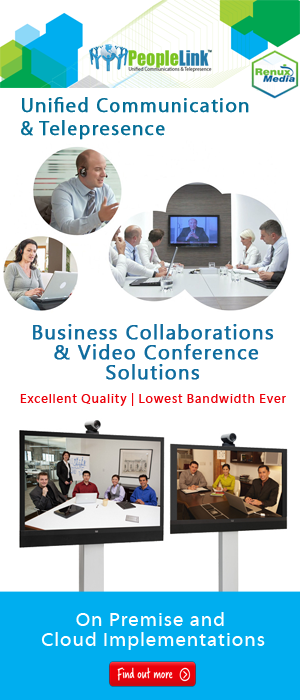 PeopleLink™
Unified Communications & Telepresence
Renux
Media
Unified Communication
& Telepresence
Business Collaborations
& Video Conference
Solutions
Excellent Quality | Lowest Bandwidth Ever
On Premise and
Cloud Implementations
Find out more >